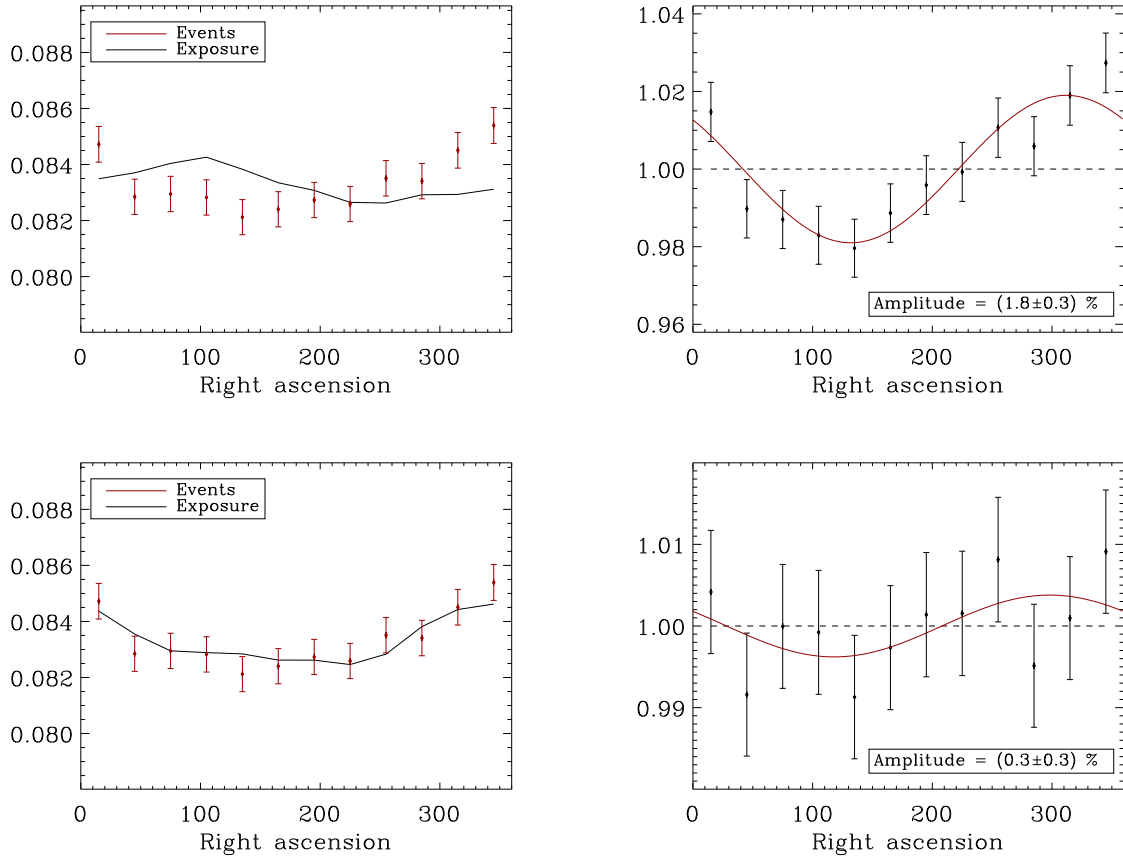 Events
Exposure
0.088
0.086
0.084
0.082
0.080
0 100 200 300
Right ascension
1.04
1.02
1.00
0.98
0.96
Amplitude = (1.8±0.3) %
0 100 200 300
Right ascension
Events
Exposure
0.088
0.086
0.084
0.082
0.080
0 100 200 300
Right ascension
1.01
1.00
0.99
Amplitude = (0.3±0.3) %
0 100 200 300
Right ascension